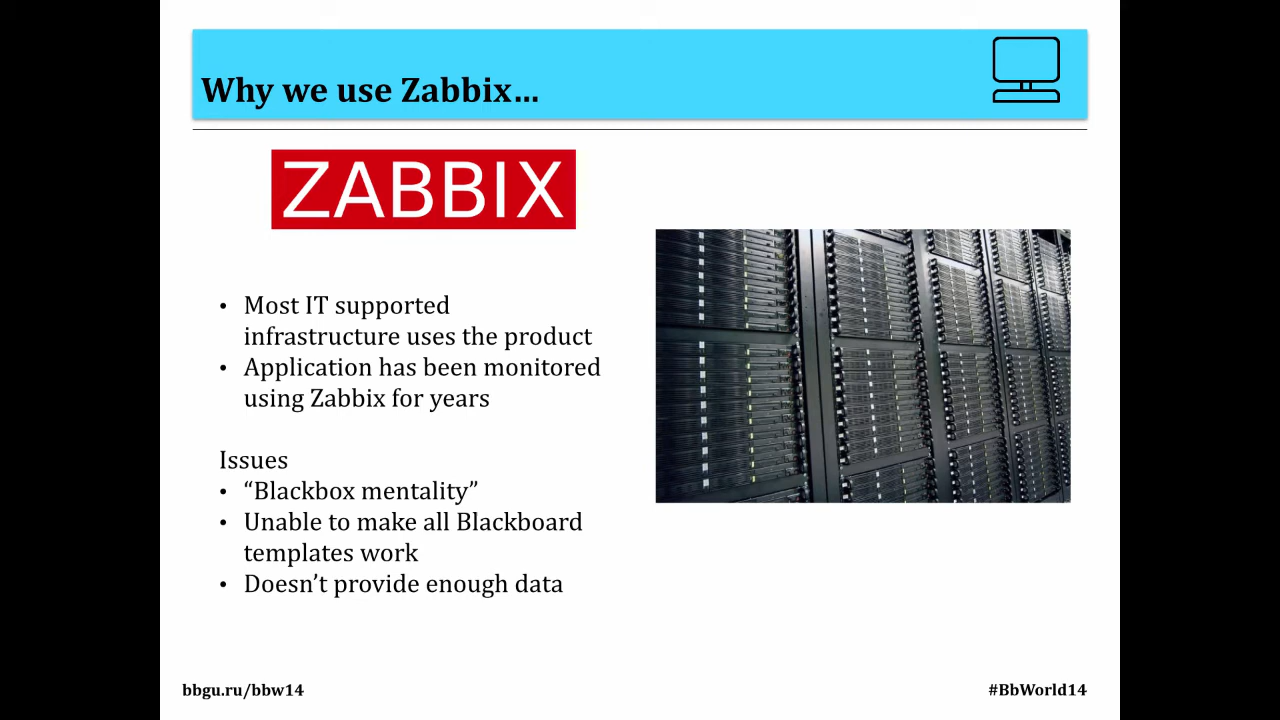 Why we use Zabbix...
ZABBIX
• Most IT supported
infrastructure uses the product
• Application has been monitored
using Zabbix for years
Issues
• “Blackbox mentality”
• Unable to make all Blackboard
templates work
• Doesn’t provide enough data
bbgu.ru/bbw14
#BbWorld14